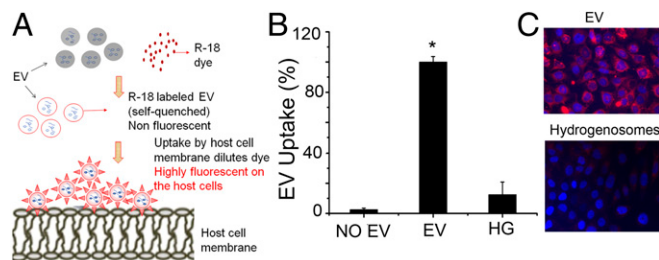 A
R-18
dye
EV
R-18 labeled EV
(self-quenched)
Non fluorescent
Uptake by host cell
membrane dilutes dye
Highly fluorescent on
the host cells
Host cell
membrane
B
EV Uptake (%)
120
100
80
40
20
0
*
NO EV
EV
HG
C
EV
Hydrogenosomes